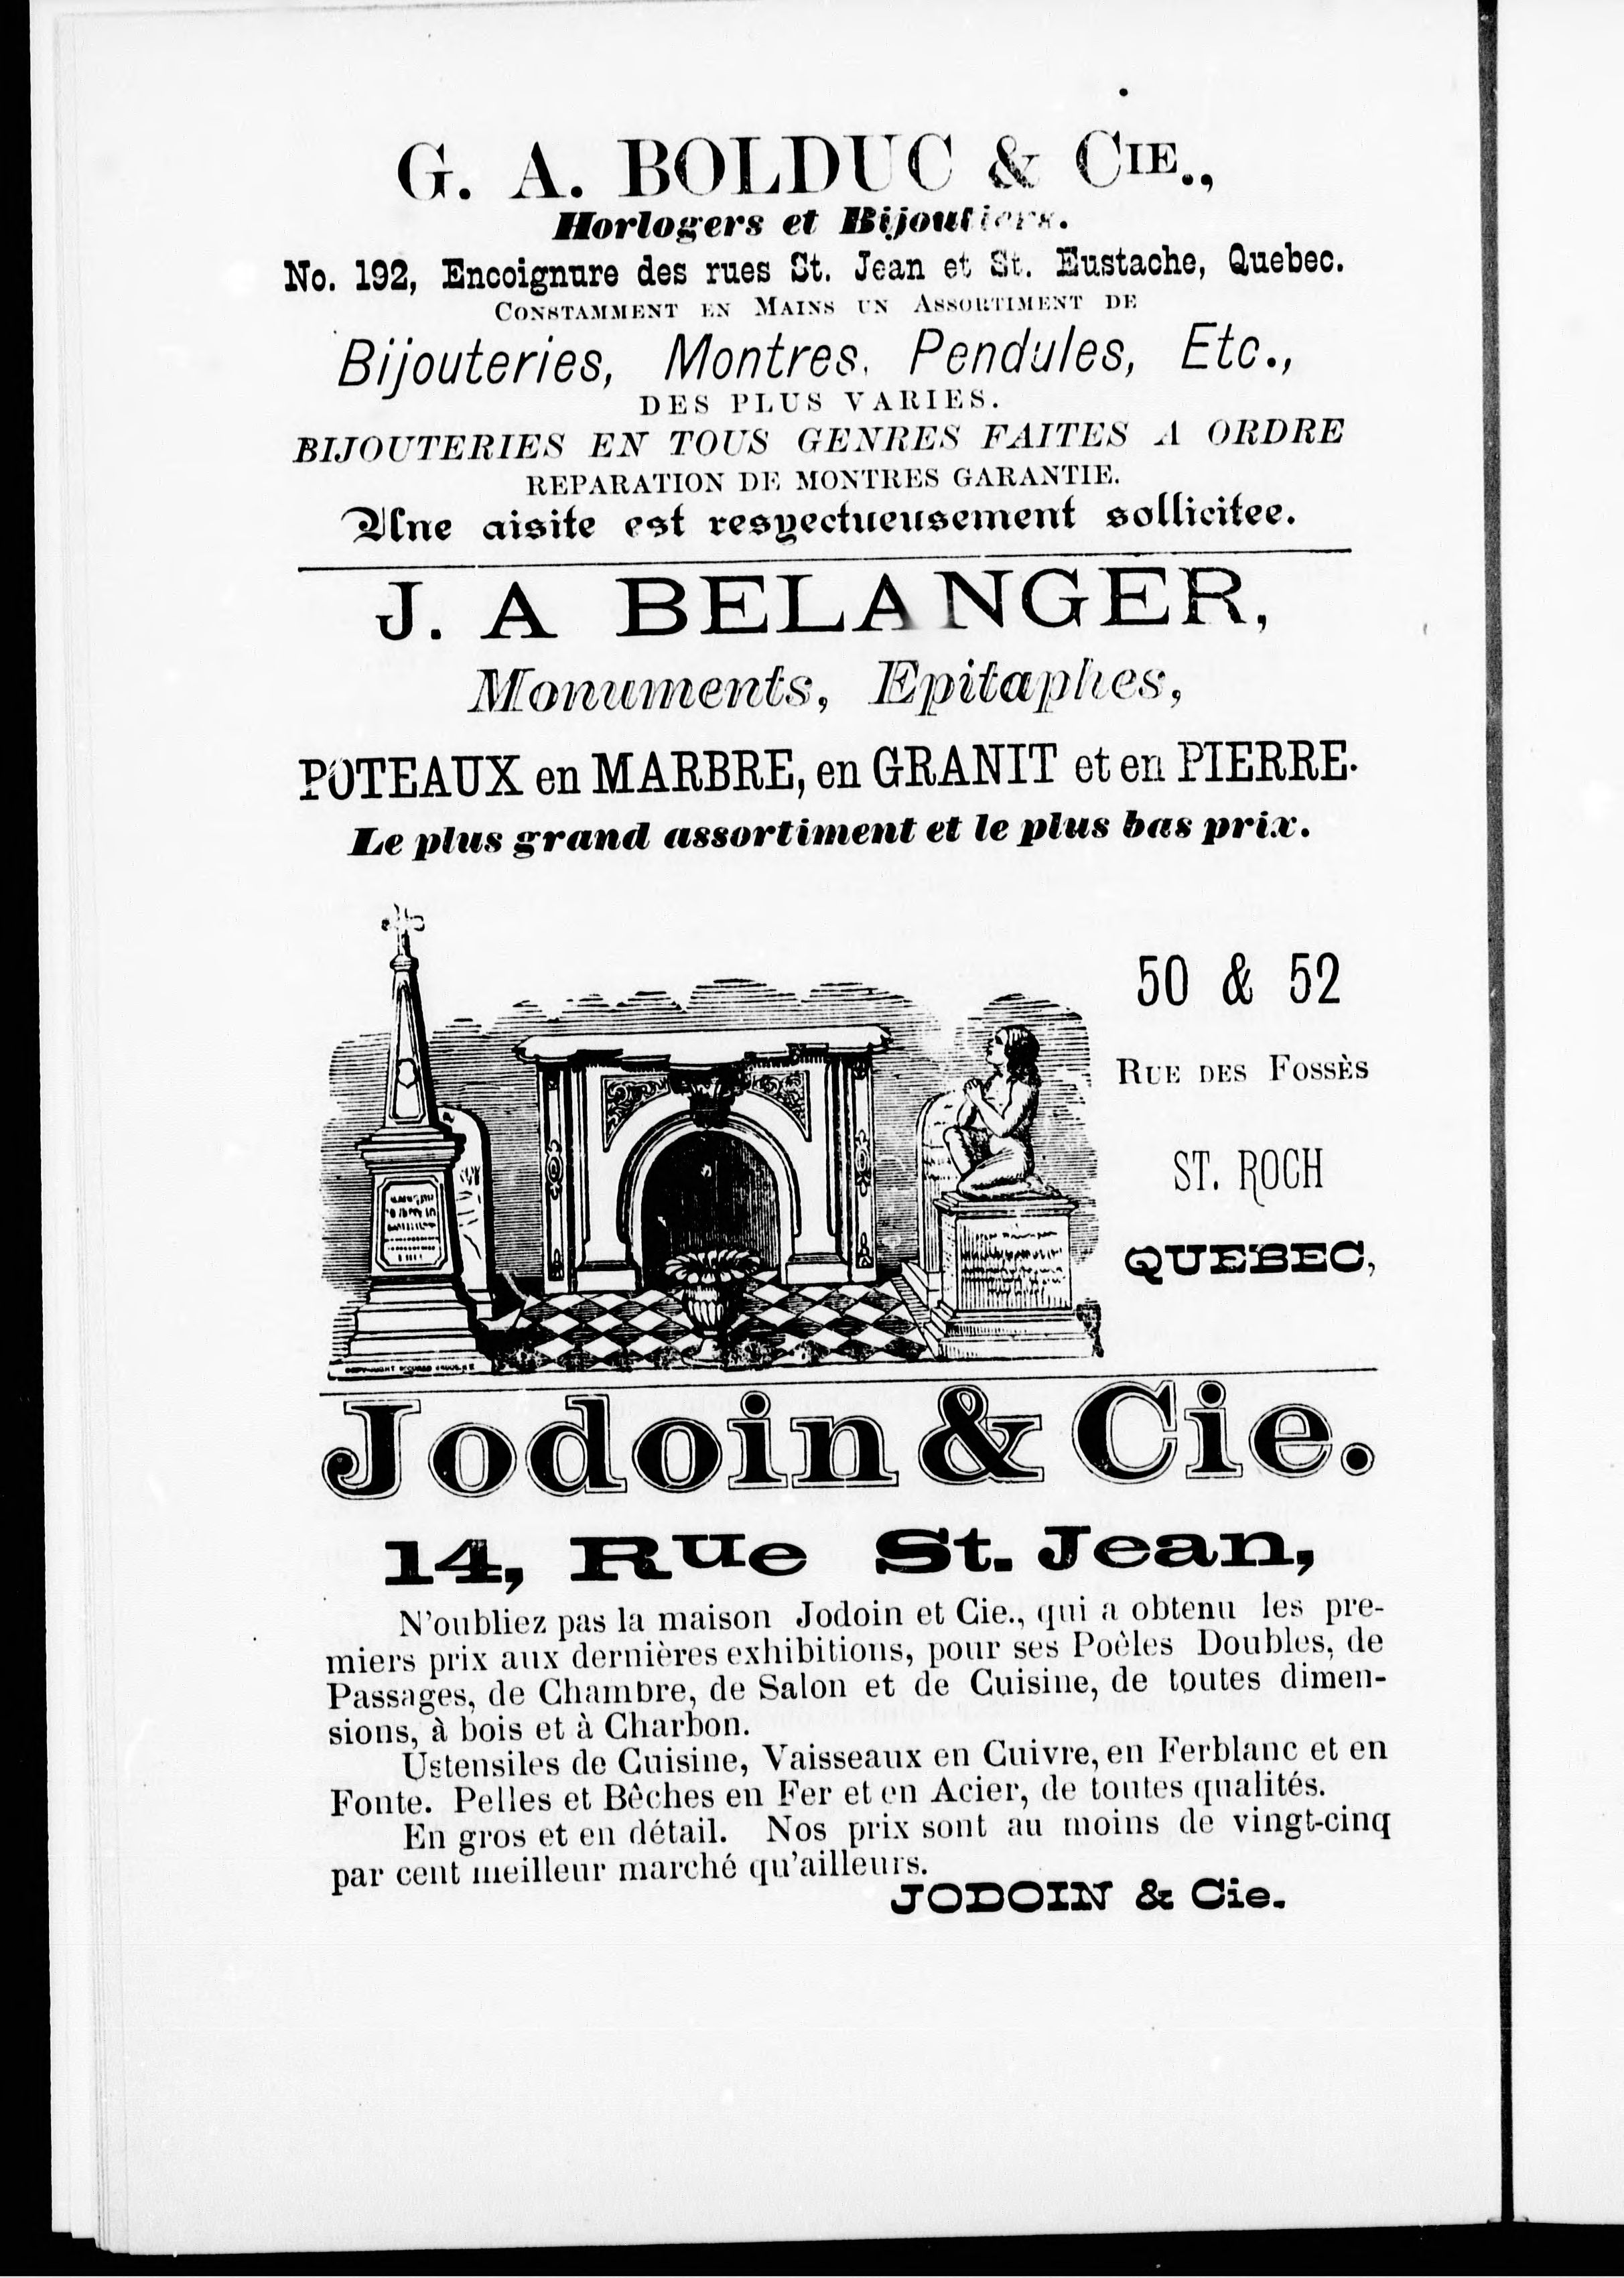 G. A. BOLDUC & CIE.,
Horlogers et Bijoutiers.
No. 192, Encoignure des rues St. Jean et St. Eustache, Quebec.
CONSTAMMENT EN MAINS UN ASSORTIMENT DE
Bijouteries, Montres, Pendules, Etc.,
DES PLUS VARIES.
BIJOUTERIES EN TOUS GENRES FAITES A ORDRE
REPARATION DE MONTRES GARANTIE.
Une aisite est respectueusement sollicitee.
J. A BELANGER,
Monuments, Epitaphes,
POTEAUX en MARBRE, en GRANIT et en PIERRE.
Le plus grand assortiment et le plus bas prix.
50 & 52
RUE DES FOSSÈS
ST. ROCH
QUEBEC,
Jodoin & Cie.
14, Rue St. Jean,
N'oubliez pas la maison Jodoin et Cie., qui a obtenu les pre-
miers prix aux dernières exhibitions, pour ses Poèles Doubles, de
Passages, de Chambre, de Salon et de Cuisine, de toutes dimen-
sions, à bois et à Charbon.
Ustensiles de Cuisine, Vaisseaux en Cuivre, en Ferblanc et en
Fonte. Pelles et Bêches en Fer et en Acier, de toutes qualités.
En gros et en détail. Nos prix sont au moins de vingt-cinq
par cent meilleur marché qu'ailleurs.
JODOIN & Cie.